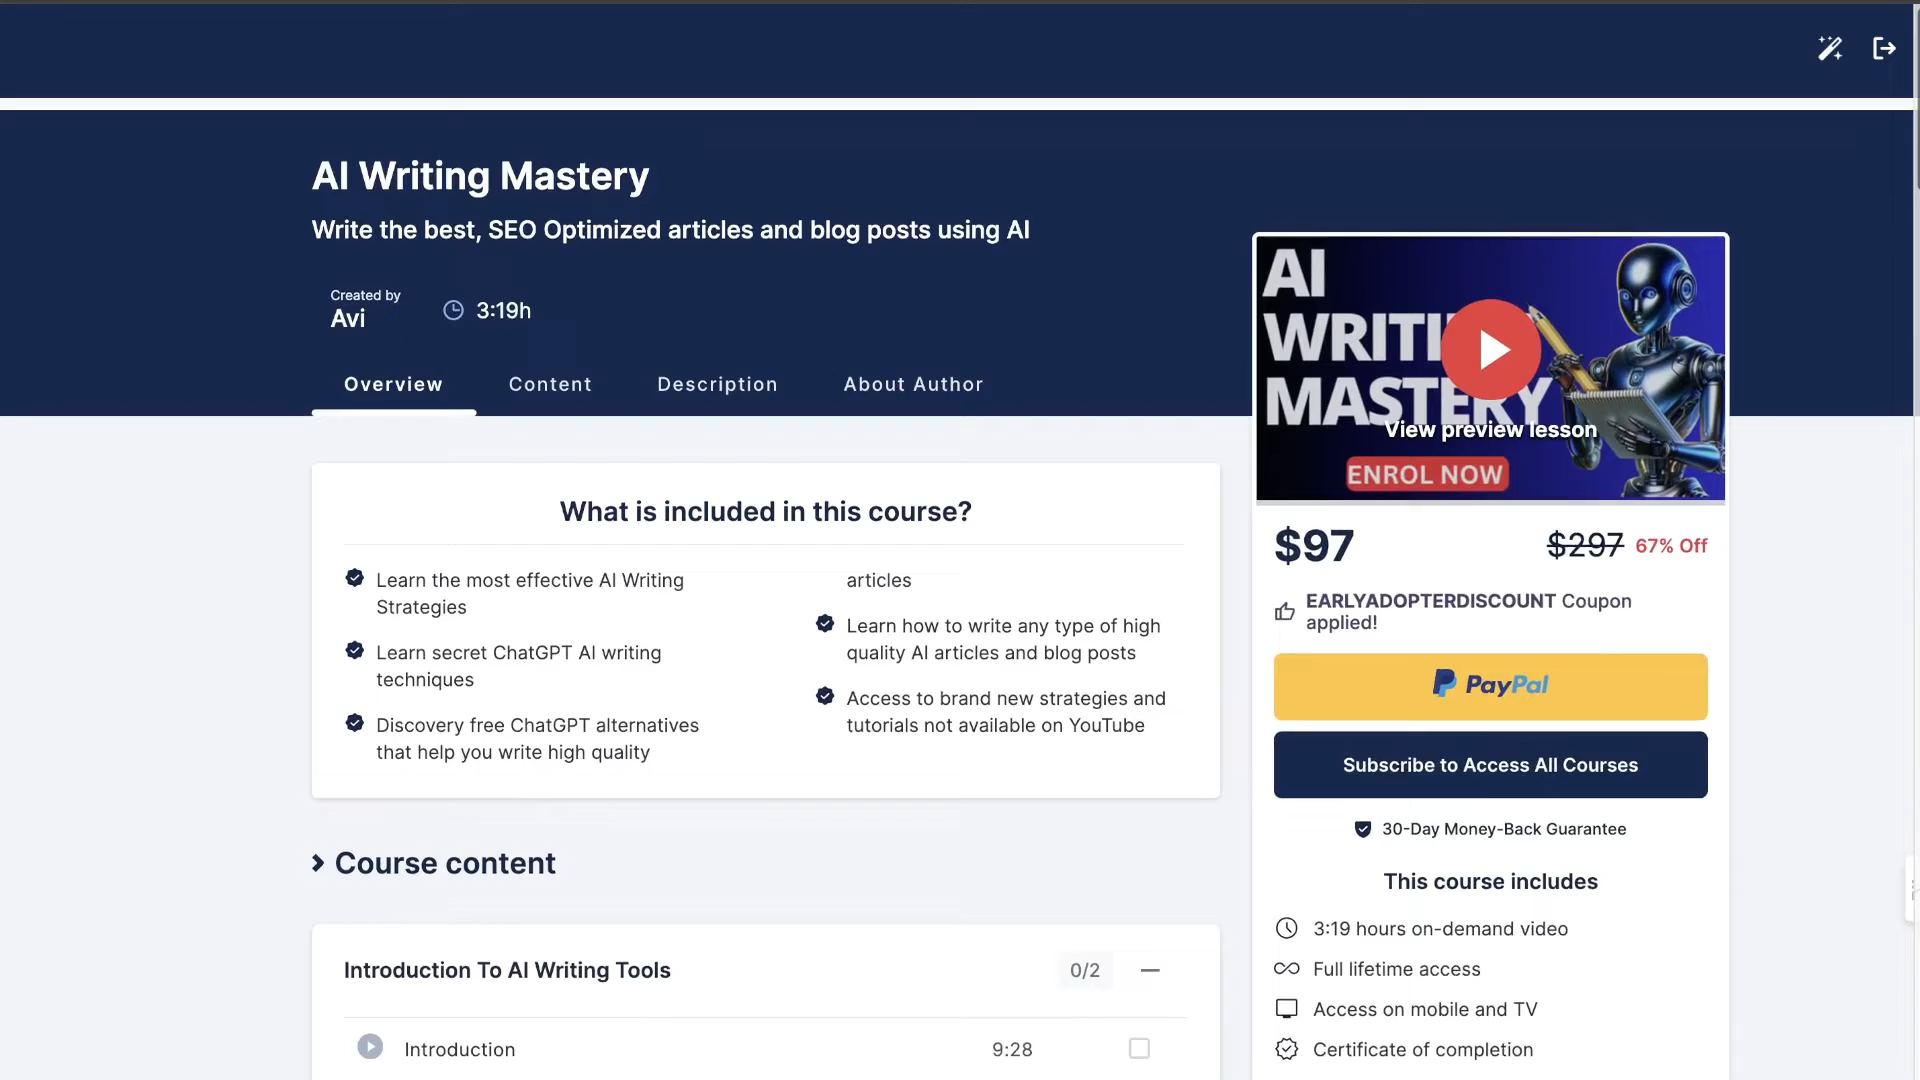 AI Writing Mastery
Write the best, SEO Optimized articles and blog posts using AI
Created by
Avi
3:19h
Overview
Content
Description
About Author
What is included in this course?
Learn the most effective AI Writing
Strategies
Learn secret ChatGPT AI writing
techniques
Discovery free ChatGPT alternatives
that help you write high quality
articles
Learn how to write any type of high
quality AI articles and blog posts
Access to brand new strategies and
tutorials not available on YouTube
Course content
Introduction To AI Writing Tools
0/2
Introduction
9:28
AI
WRITI
MASTERY
View preview lesson
ENROL NOW
$97
$297
67% Off
EARLYADOPTERDISCOUNT Coupon
applied!
PayPal
Subscribe to Access All Courses
30-Day Money-Back Guarantee
This course includes
3:19 hours on-demand video
Full lifetime access
Access on mobile and TV
Certificate of completion